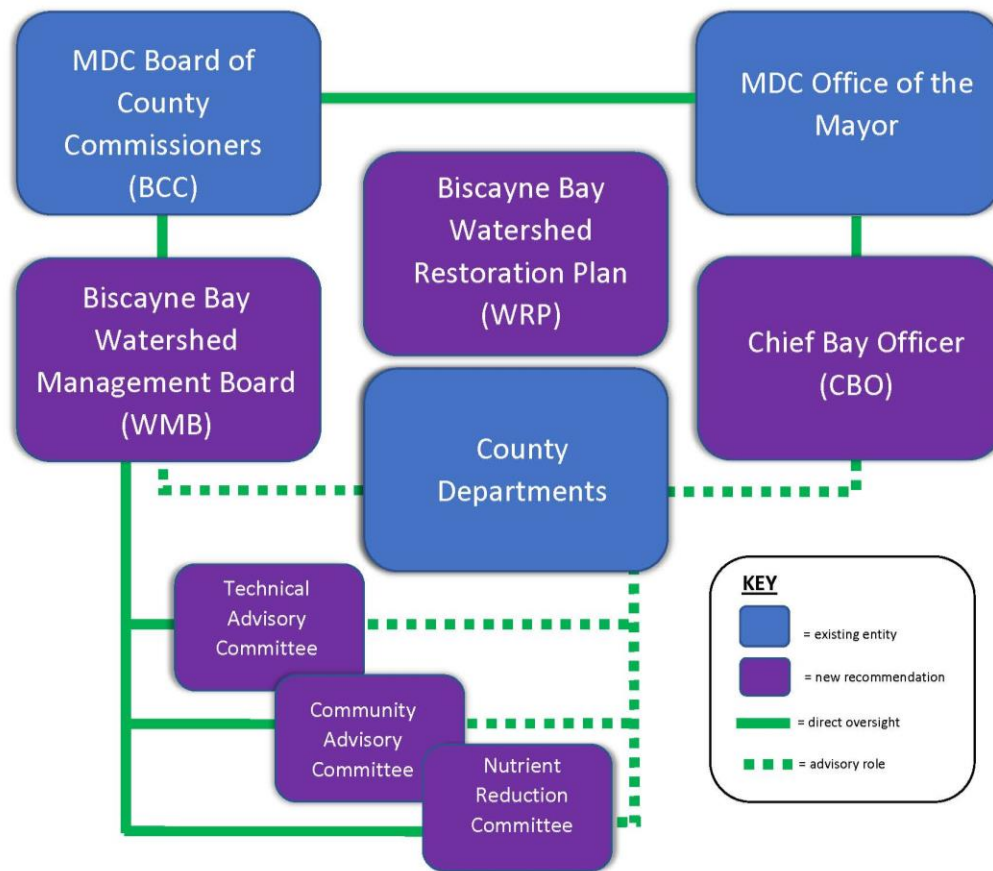 MDC Board of
County
Commissioners
(BCC)
MDC Office of the
Mayor
Biscayne Bay
Watershed
Restoration Plan
(WRP)
Biscayne Bay
Watershed
Management Board
(WMB)
Chief Bay Officer
(CBO)
County
Departments
Technical
Advisory
Committee
Community
Advisory
Committee
Nutrient
Reduction
Committee
KEY
= existing entity
= new recommendation
= direct oversight
= advisory role